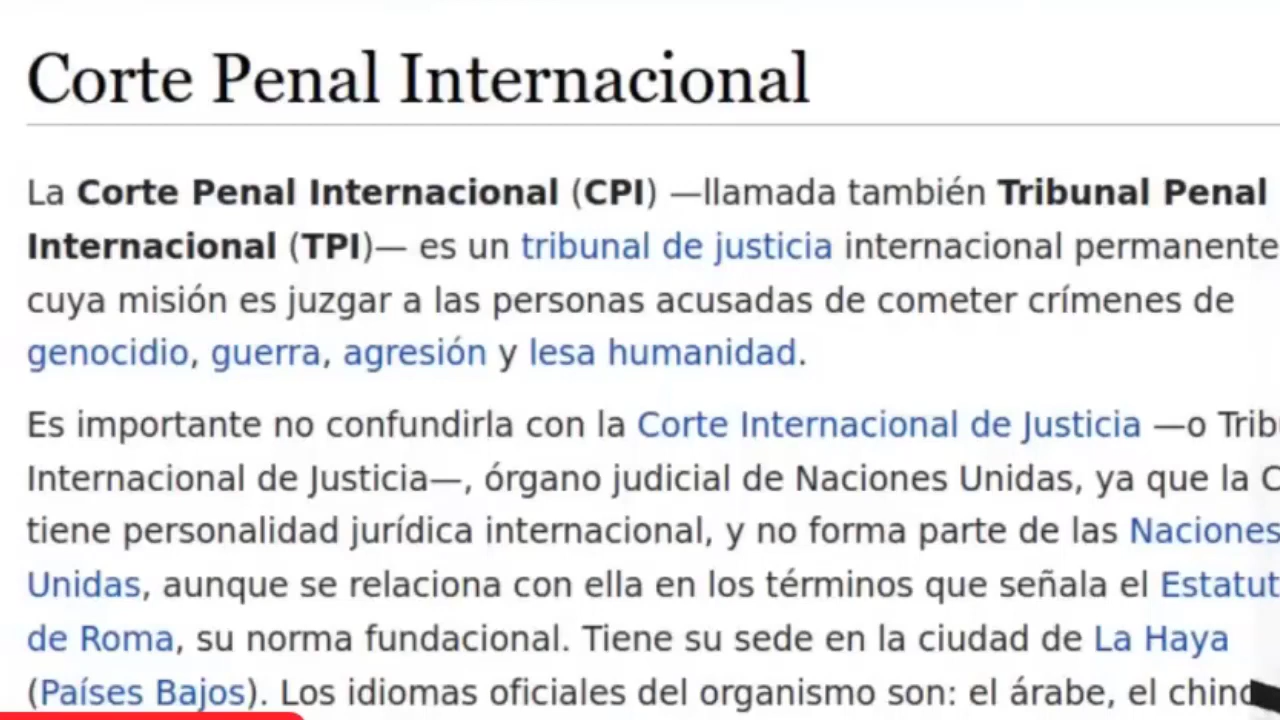 Corte Penal Internacional
La Corte Penal Internacional (CPI) —llamada también Tribunal Penal
Internacional (TPI)— es un tribunal de justicia internacional permanente
cuya misión es juzgar a las personas acusadas de cometer crímenes de
genocidio, guerra, agresión y lesa humanidad.
Es importante no confundirla con la Corte Internacional de Justicia —o
Internacional de Justicia—, órgano judicial de Naciones Unidas, ya que la
tiene personalidad jurídica internacional, y no forma parte de las Naciones
Unidas, aunque se relaciona con ella en los términos que señala el
de Roma, su norma fundacional. Tiene su sede en la ciudad de La Haya
(Países Bajos). Los idiomas oficiales del organismo son: el árabe, el